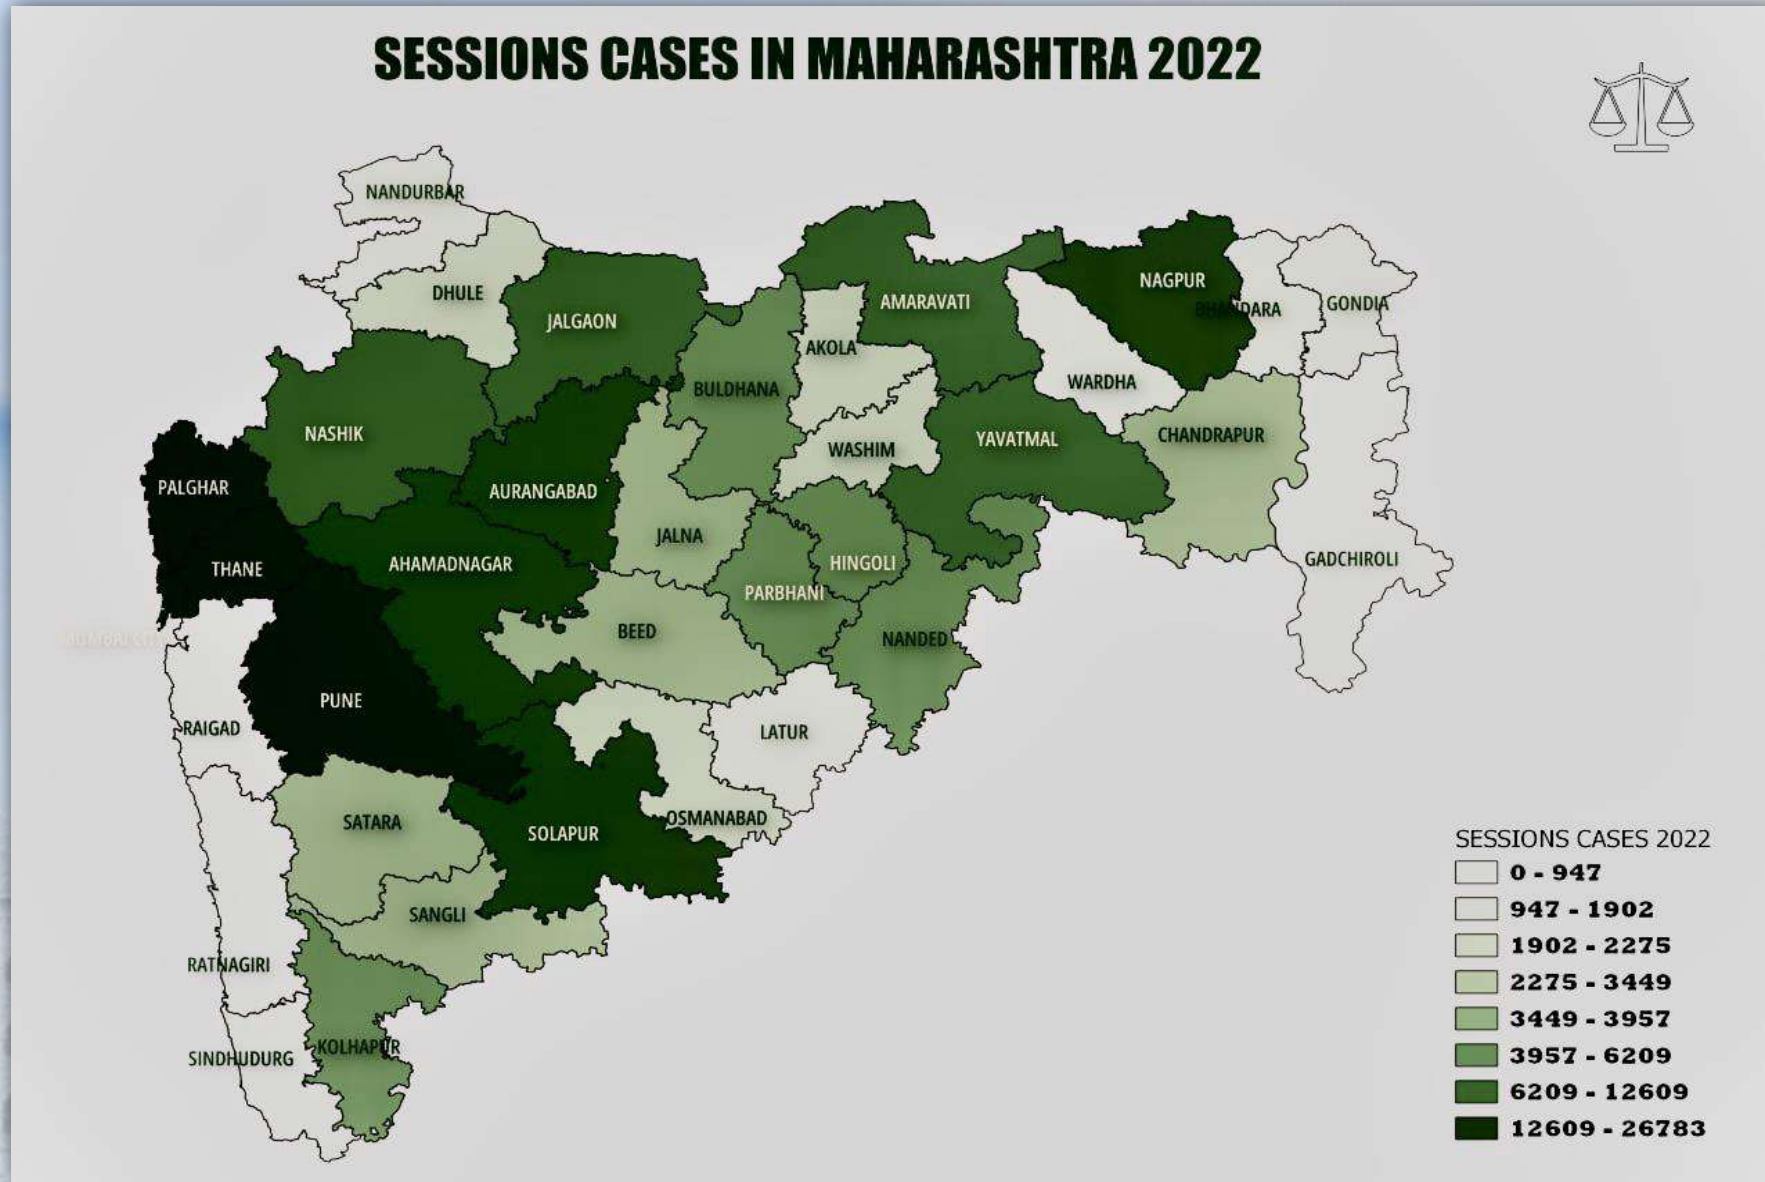 SESSIONS CASES IN MAHARASHTRA 2022
NANDURBAR
DHULE
JALGAON
AMARAVATI
NAGPUR
BHANDARA
GONDIA
AKOLA
BULDHANA
WARDHA
NASHIK
WASHIM
YAVATMAL
CHANDRAPUR
PALGHAR
AURANGABAD
JALNA
THANE
AHAMADNAGAR
HINGOLI
GADCHIROLI
PARBHANI
MUMBAI CITY
BEED
NANDED
PUNE
RAIGAD
LATUR
SATARA
SOLAPUR
OSMANABAD
SANGLI
RATNAGIRI
SINDHUDURG
KOLHAPUR
SESSIONS CASES 2022
0 - 947
947 - 1902
1902 - 2275
2275 - 3449
3449 - 3957
3957 - 6209
6209 - 12609
12609 - 26783